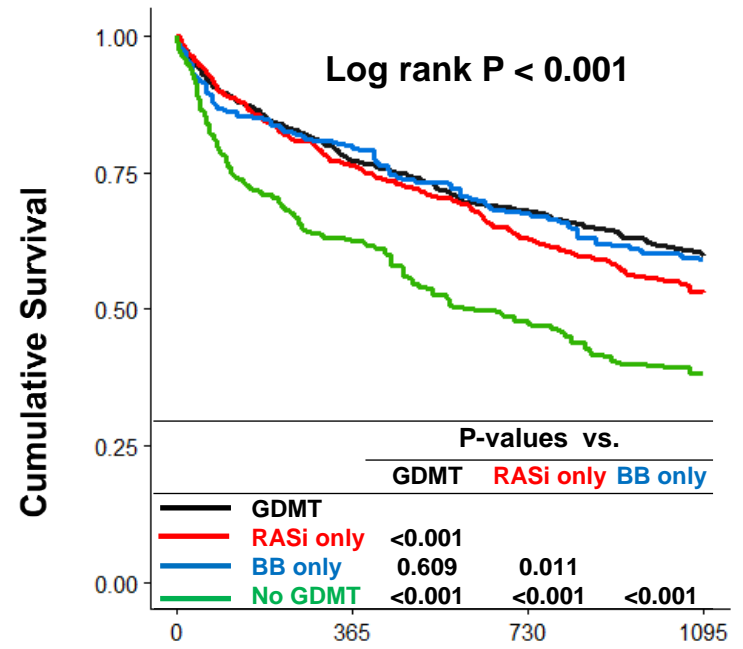 1.00
Log rank P < 0.001
0.75
Cumulative Survival
0.50
0.25
P-values vs.
GDMT RASi only BB only
GDMT
RASi only <0.001
BB only 0.609 0.011
0.00
No GDMT <0.001 <0.001 <0.001
0 365 730 1095